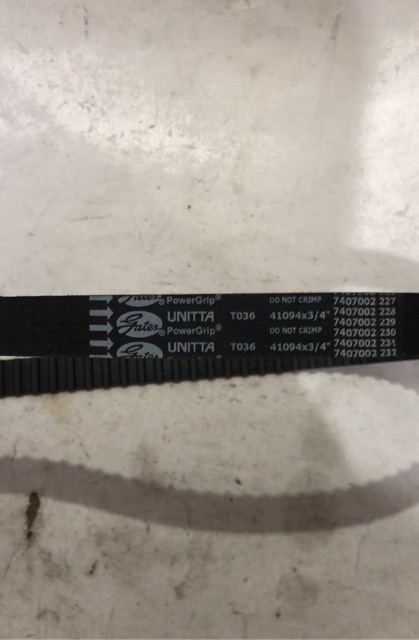 Gates PowerGrip® DO NOT CRIMP 7407002 227
UNITTA T036 41094x3/4" 7407002 228
Gates® 7407002 229
PowerGrip® DO NOT CRIMP 7407002 230
UNITTA T036 41094x3/4" 7407002 231
Gates 7407002 232